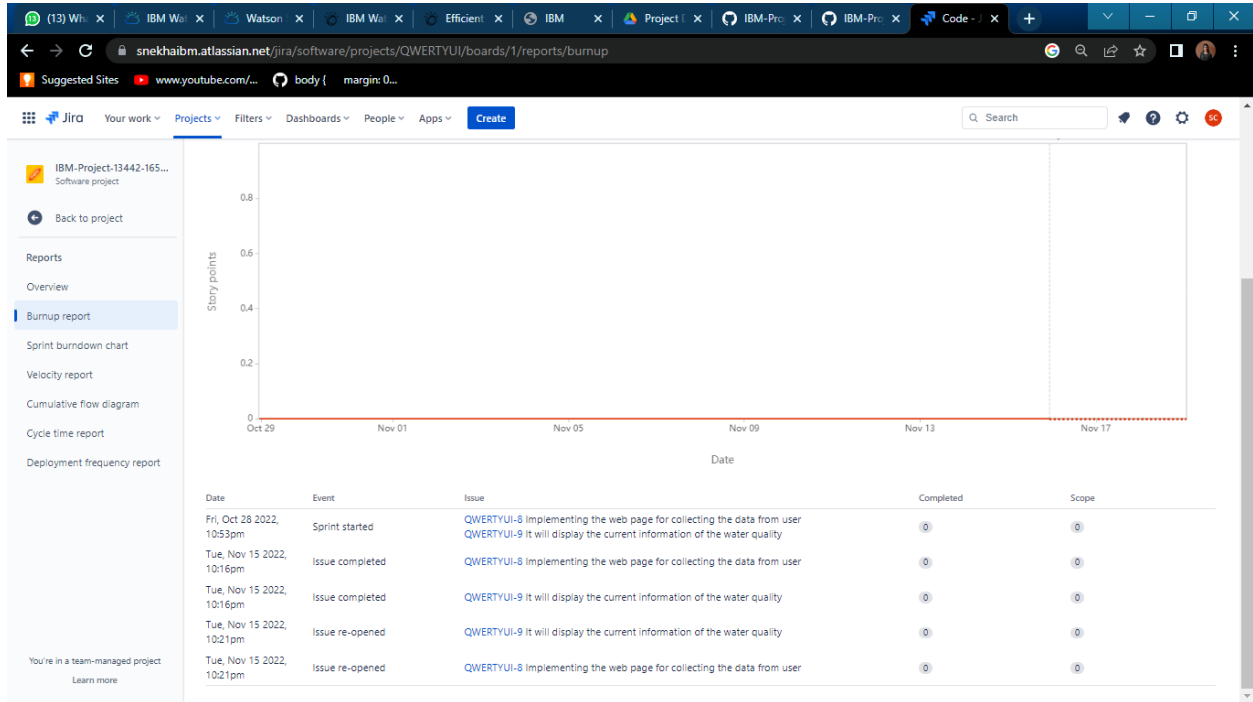 (13) Wh
IBM Wat
Watson
IBM Wat
Efficient
IBM
Project
IBM-Pro
IBM-Pro
Code - J
snekhaibm.atlassian.net/jira/software/projects/QWERTYUI/boards/1/reports/burnup
Suggested Sites
www.youtube.com/...
body { margin: 0...
Jira
Your work
Projects
Filters
Dashboards
People
Apps
Create
Search
SC
IBM-Project-13442-165...
Software project
Back to project
Reports
Overview
Burnup report
Sprint burndown chart
Velocity report
Cumulative flow diagram
Cycle time report
Deployment frequency report
You're in a team-managed project
Learn more
Story points
0.8
0.6
0.4
0.2
0
Oct 29 Nov 01 Nov 05 Nov 09 Nov 13 Nov 17
Date
Date Event Issue Completed Scope
Fri, Oct 28 2022,
10:53pm
Sprint started
QWERTYUI-8 Implementing the web page for collecting the data from user
QWERTYUI-9 It will display the current information of the water quality
0 0
Tue, Nov 15 2022,
10:16pm
Issue completed
QWERTYUI-8 Implementing the web page for collecting the data from user
0 0
Tue, Nov 15 2022,
10:16pm
Issue completed
QWERTYUI-9 It will display the current information of the water quality
0 0
Tue, Nov 15 2022,
10:21pm
Issue re-opened
QWERTYUI-9 It will display the current information of the water quality
0 0
Tue, Nov 15 2022,
10:21pm
Issue re-opened
QWERTYUI-8 Implementing the web page for collecting the data from user
0 0